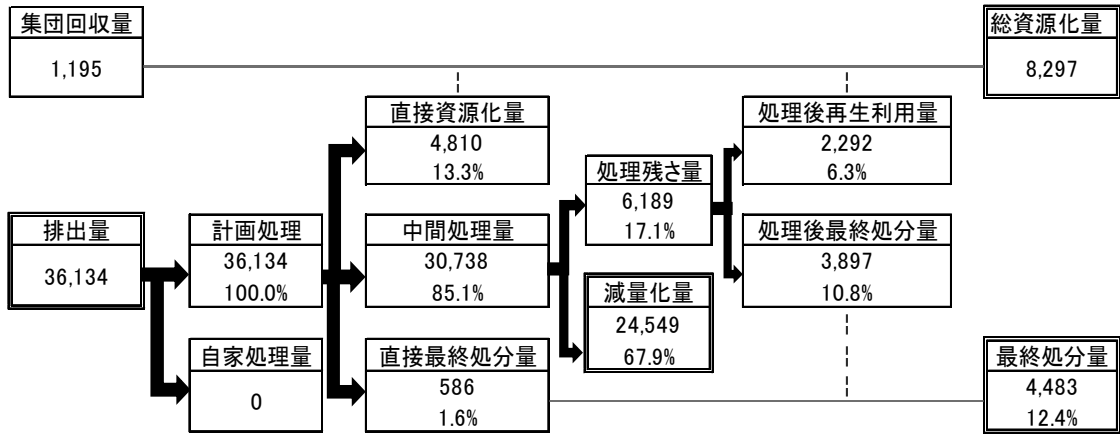 集団回収量
1,195
総資源化量
8,297
直接資源化量
4,810
13.3%
処理後再生利用量
2,292
6.3%
処理残さ量
6,189
17.1%
排出量
36,134
計画処理
36,134
100.0%
中間処理量
30,738
85.1%
処理後最終処分量
3,897
10.8%
減量化量
24,549
67.9%
自家処理量
0
直接最終処分量
586
1.6%
最終処分量
4,483
12.4%